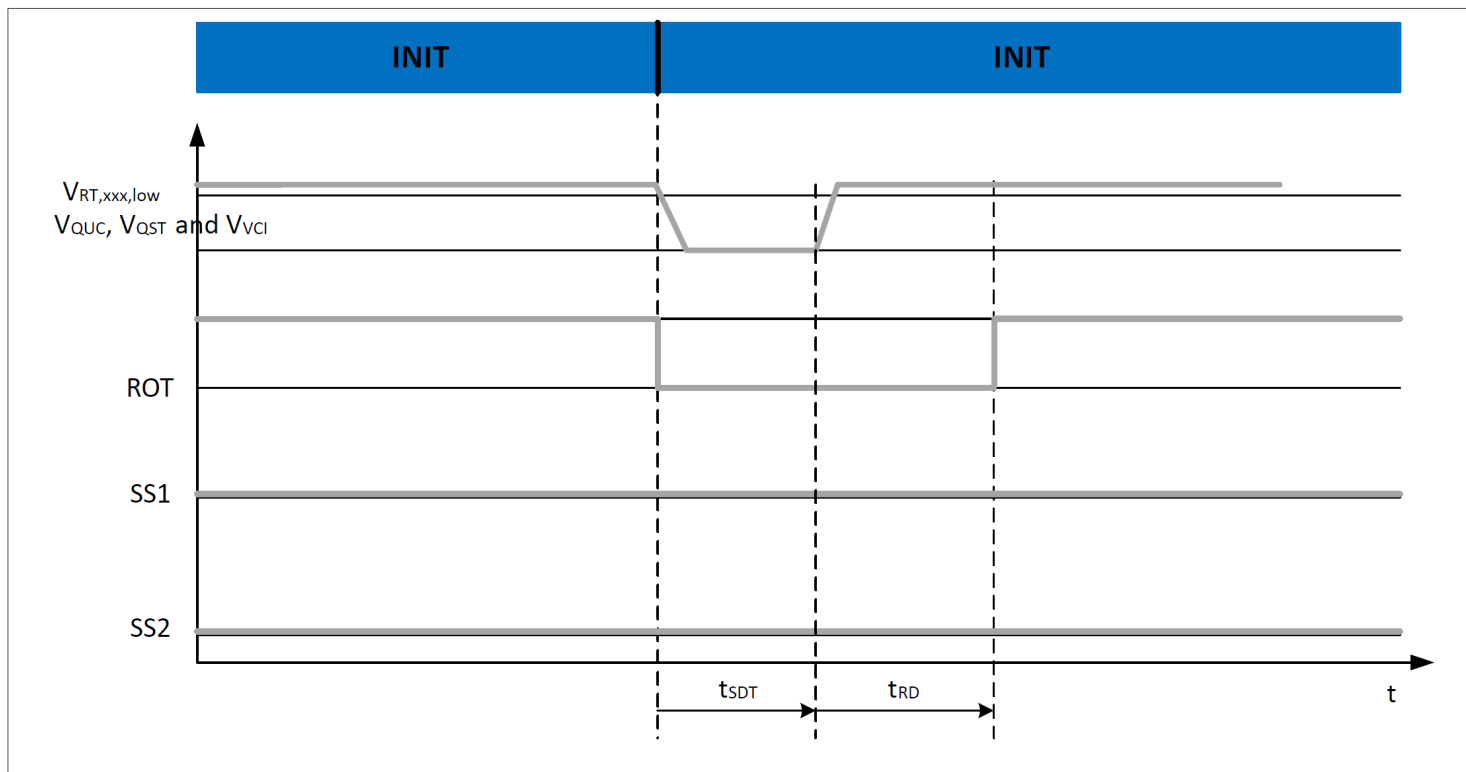 INIT INIT
VRT,xxx,low
VQUC, VQST and VVCI
ROT
SS1
SS2
tSDT tRD
t